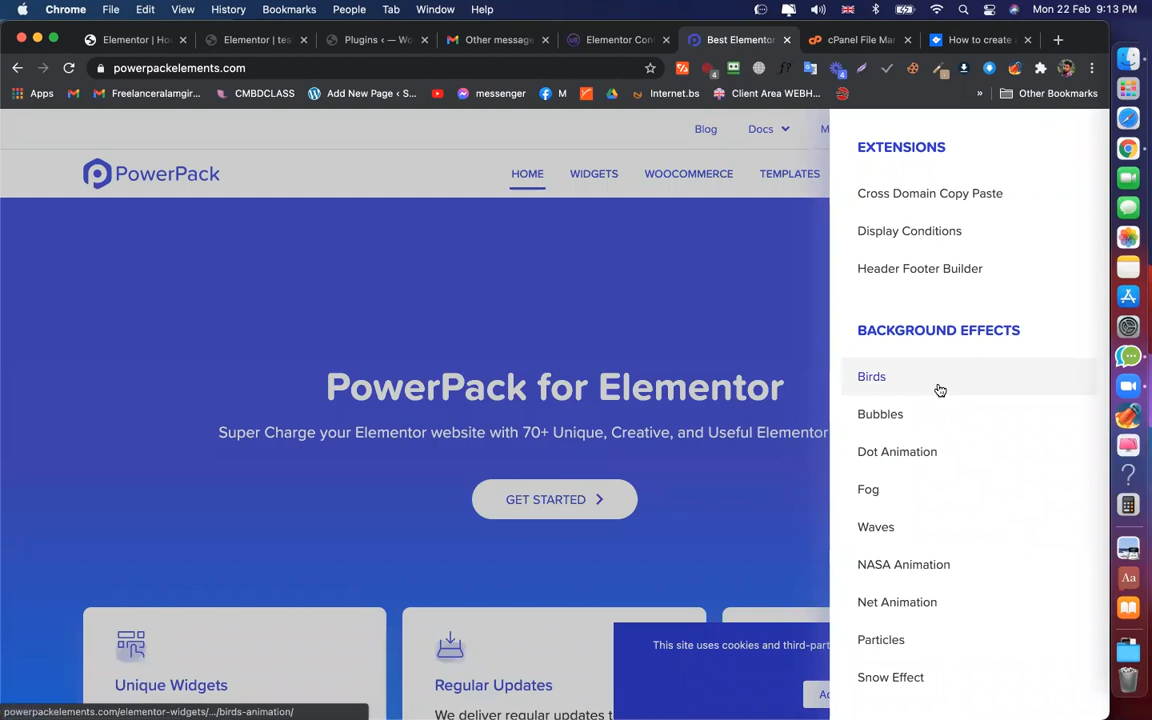 Chrome File Edit View History Bookmarks People Tab Window Help Mon 22 Feb 9:13 PM
Elementor | Ho Elementor | tes Plugins < — Wo Other message Elementor Con Best Elementor cPanel File Ma How to create a
powerpackelements.com
Apps Freelanceralamgir... CMBDCLASS Add New Page < S... messenger M Internet.bs Client Area WEBH... » Other Bookmarks
Blog Docs M
PowerPack
HOME WIDGETS WOOCOMMERCE TEMPLATES
PowerPack for Elementor
Super Charge your Elementor website with 70+ Unique, Creative, and Useful Elementor
GET STARTED
Unique Widgets
Regular Updates
We deliver regular updates t
This site uses cookies and third-part
Ac
EXTENSIONS
Cross Domain Copy Paste
Display Conditions
Header Footer Builder
BACKGROUND EFFECTS
Birds
Bubbles
Dot Animation
Fog
Waves
NASA Animation
Net Animation
Particles
Snow Effect
powerpackelements.com/elementor-widgets/.../birds-animation/